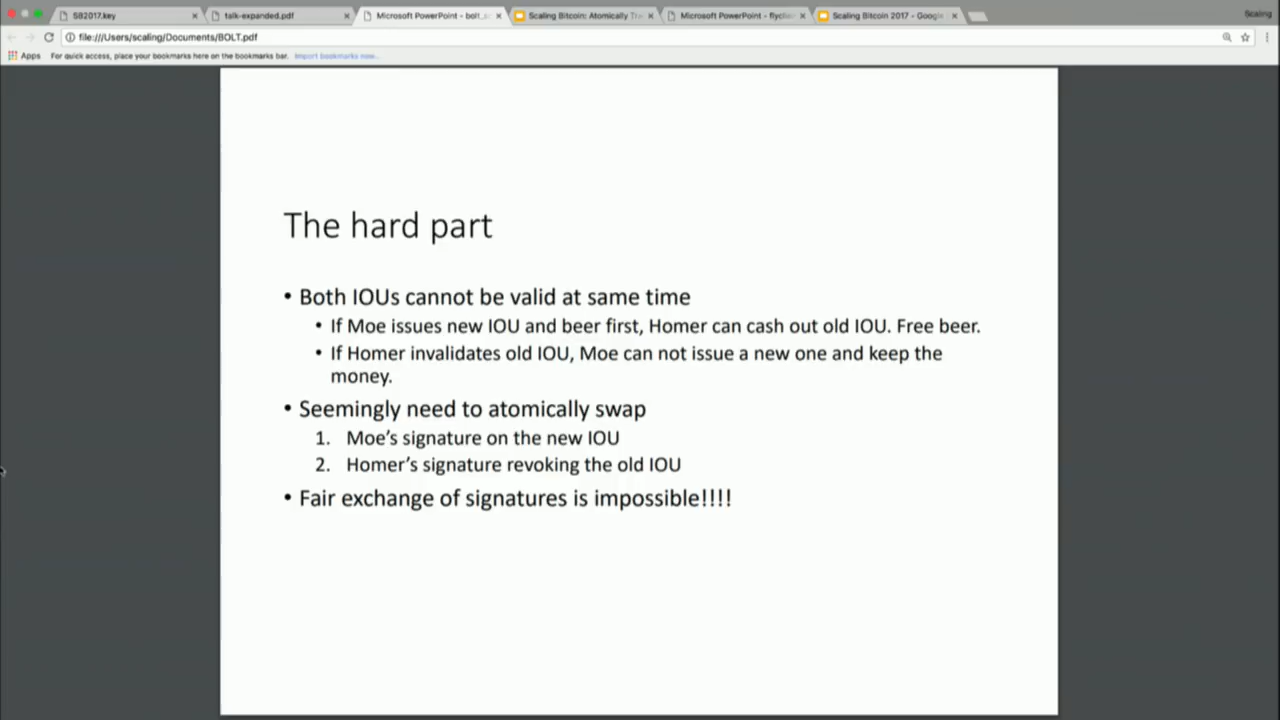 SB2017.key
talk-expanded.pdf
Microsoft PowerPoint - bolt_
Scaling Bitcoin: Atomically
Microsoft PowerPoint -
Scaling Bitcoin 2017 - Google
Scaling
file:///Users/scaling/Documents/BOLT.pdf
Apps
For quick access, place your bookmarks here on the bookmarks bar.
Import bookmarks now...
The hard part
• Both IOUs cannot be valid at same time
• If Moe issues new IOU and beer first, Homer can cash out old IOU. Free beer.
• If Homer invalidates old IOU, Moe can not issue a new one and keep the
money.
• Seemingly need to atomically swap
1. Moe's signature on the new IOU
2. Homer's signature revoking the old IOU
• Fair exchange of signatures is impossible!!!!